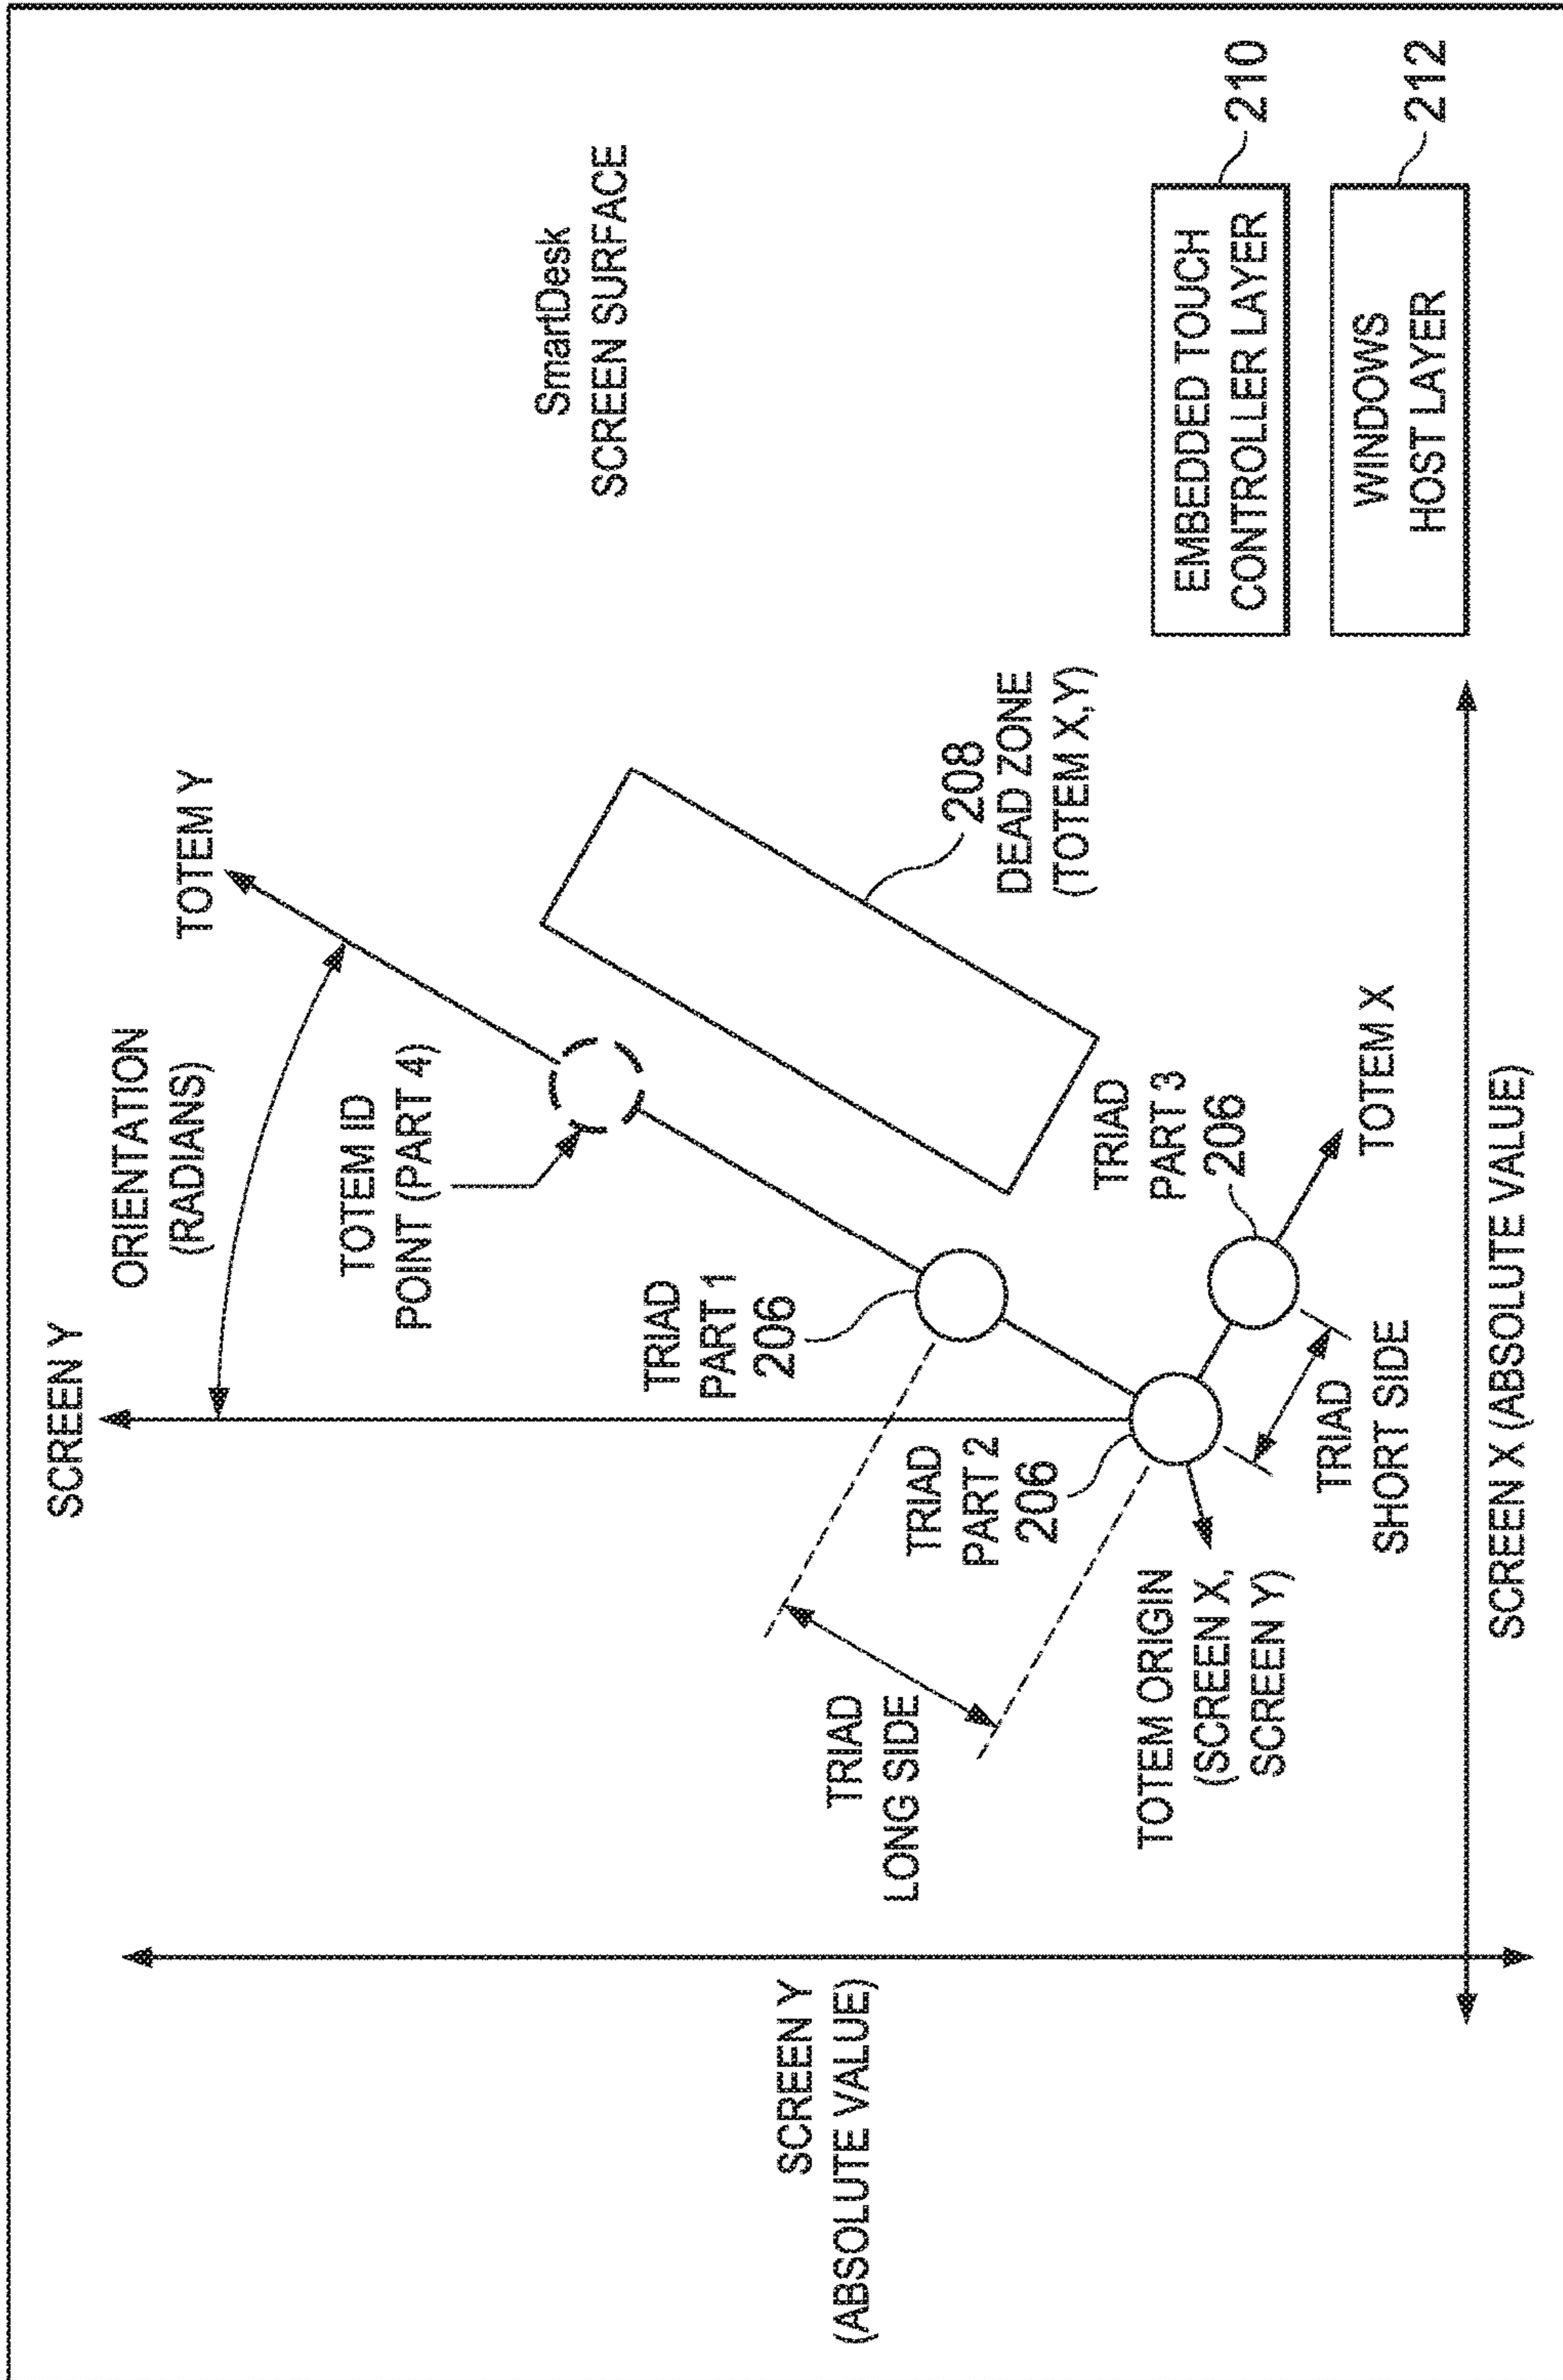 SCREEN Y
ORIENTATION
(RADIANS)
TOTEM Y
TOTEM ID
POINT (PART 4)
SmartDesk
SCREEN SURFACE
TRIAD
PART 1
206
SCREEN Y
(ABSOLUTE VALUE)
TRIAD
LONG SIDE
TRIAD
PART 2
206
208
DEAD ZONE
(TOTEM X,Y)
TRIAD
PART 3
206
TOTEM ORIGIN
(SCREEN X,
SCREEN Y)
TRIAD
SHORT SIDE
TOTEM X
EMBEDDED TOUCH
CONTROLLER LAYER
210
WINDOWS
HOST LAYER
212
SCREEN X (ABSOLUTE VALUE)